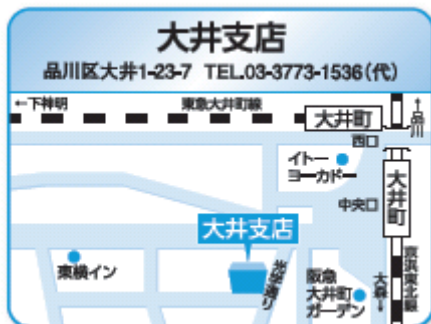 大井支店
品川区大井1-23-7 TEL.03-3773-1536(代)
←下神明
東急大井町線
大井町
↑品川
西口
イトー
ヨーカドー
大井町
中央口
大井支店
光学通り
東横イン
阪急
大井町
ガーデン
大森↓
京浜東北線